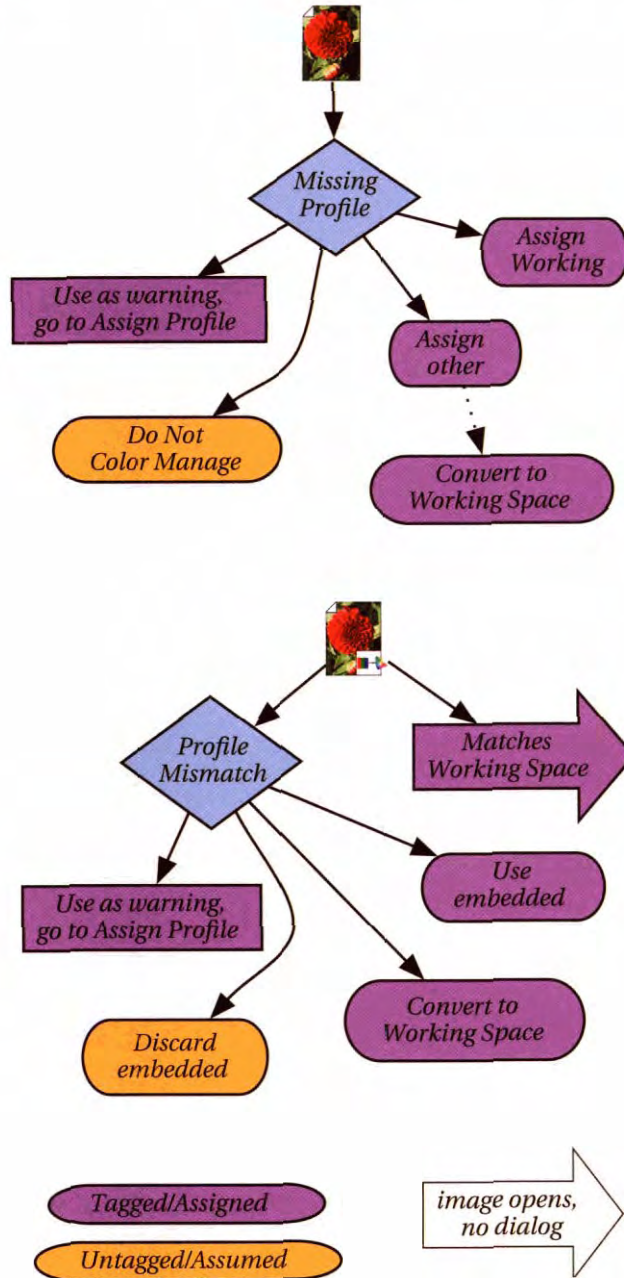 Missing
Profile
Assign
Working
Use as warning,
go to Assign Profile
Assign
other
Do Not
Color Manage
Convert to
Working Space
Profile
Mismatch
Matches
Working Space
Use
embedded
Use as warning,
go to Assign Profile
Convert to
Working Space
Discard
embedded
Tagged/Assigned
Untagged/Assumed
image opens,
no dialog